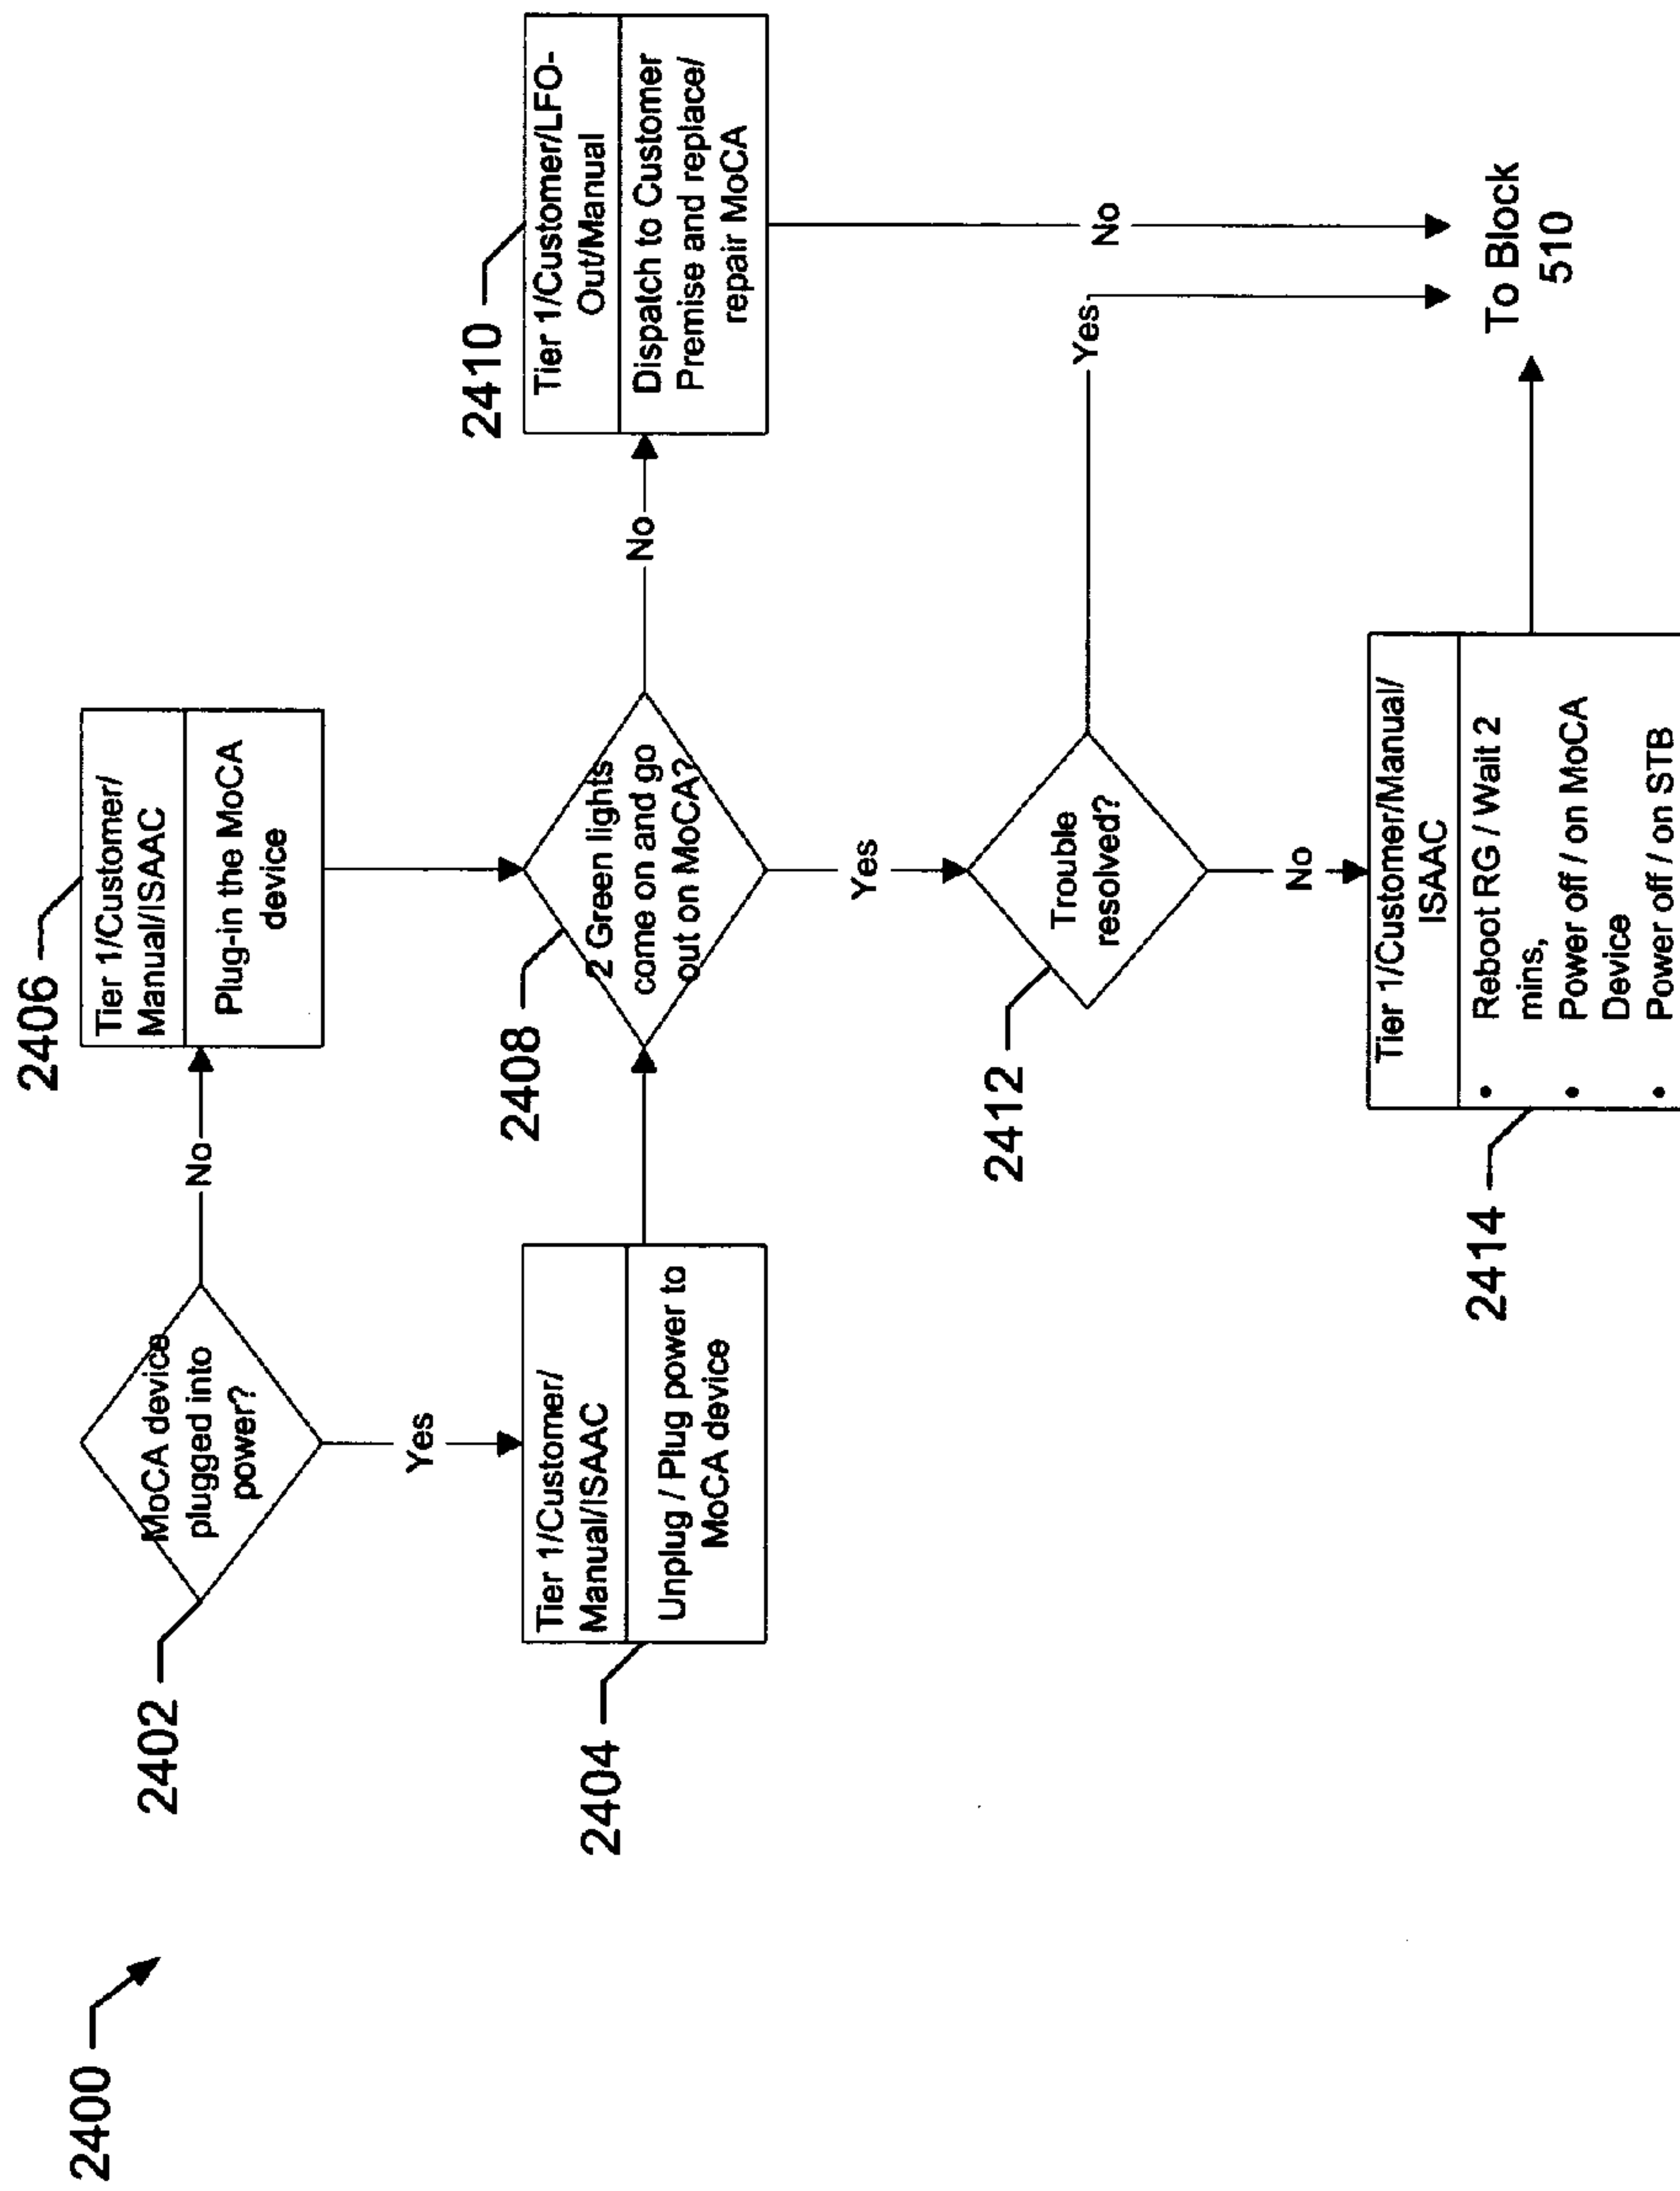 2400
2402
MoCA device
plugged into
power?
No
Yes
2406
Tier 1/Customer/
Manual/ISAAC
Plug-in the MoCA
device
2404
Tier 1/Customer/
Manual/ISAAC
Unplug / Plug power to
MoCA device
2408
2 Green lights
come on and go
out on MoCA?
No
Yes
2410
Tier 1/Customer/LFO-
Out/Manual
Dispatch to Customer
Premise and replace/
repair MoCA
No
2412
Trouble
resolved?
Yes
No
2414
Tier 1/Customer/Manual/
ISAAC
• Reboot RG / Wait 2
mins,
• Power off / on MoCA
Device
• Power off / on STB
To Block
510